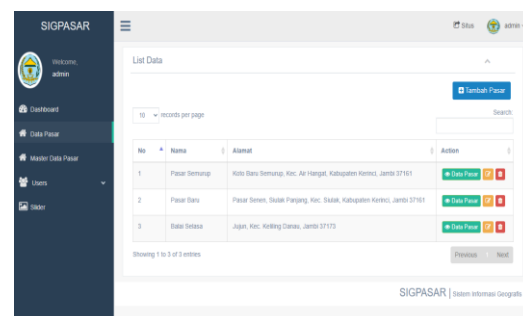 SIGPASAR
Situs
admin
Welcome,
admin
Dashboard
Data Pasar
Master Data Pasar
Users
Slider
List Data
Tambah Pasar
10 records per page
Search:
No Nama Alamat Action
1 Pasar Semurup Koto Baru Semurup, Kec. Air Hangat, Kabupaten Kerinci, Jambi 37161 Data Pasar
2 Pasar Baru Pasar Senen, Siulak Panjang, Kec. Siulak, Kabupaten Kerinci, Jambi 37161 Data Pasar
3 Balai Selasa Jujun, Kec. Keliling Danau, Jambi 37173 Data Pasar
Showing 1 to 3 of 3 entries
Previous 1 Next
SIGPASAR | Sistem Informasi Geografis